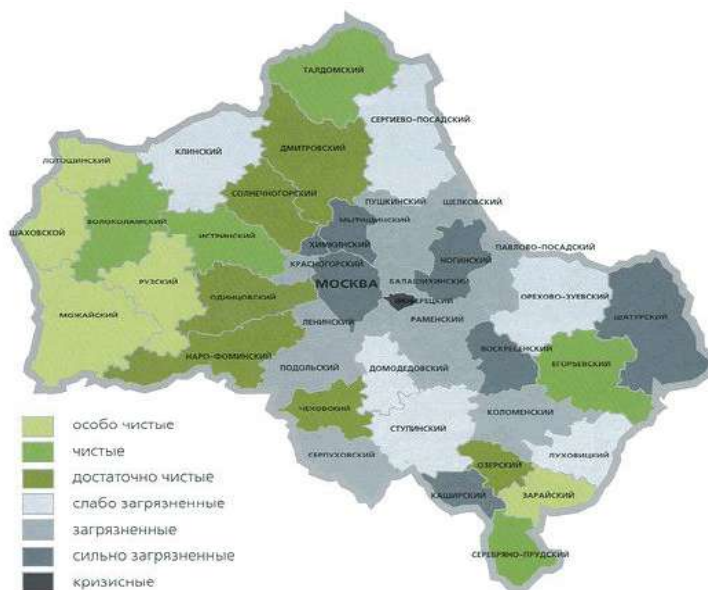 ТАЛДОМСКИЙ
СЕРГИЕВО-ПОСАДСКИЙ
КЛИНСКИЙ
ДМИТРОВСКИЙ
ЛОТОШИНСКИЙ
СОЛНЕЧНОГОРСКИЙ
ПУШКИНСКИЙ
ЩЕЛКОВСКИЙ
ВОЛОКОЛАМСКИЙ
МЫТИЩИНСКИЙ
ШАХОВСКОЙ
ИСТРИНСКИЙ
ХИМКИНСКИЙ
ПАВЛОВО-ПОСАДСКИЙ
НОГИНСКИЙ
КРАСНОГОРСКИЙ
РУЗСКИЙ
МОСКВА
БАЛАШИХИНСКИЙ
ОДИНЦОВСКИЙ
ЛЮБЕРЕЦКИЙ
ОРЕХОВО-ЗУЕВСКИЙ
МОЖАЙСКИЙ
ЛЕНИНСКИЙ
РАМЕНСКИЙ
ШАТУРСКИЙ
НАРО-ФОМИНСКИЙ
ВОСКРЕСЕНСКИЙ
ПОДОЛЬСКИЙ
ДОМОДЕДОВСКИЙ
ЕГОРЬЕВСКИЙ
ЧЕХОВСКИЙ
КОЛОМЕНСКИЙ
СТУПИНСКИЙ
СЕРПУХОВСКИЙ
ЛУХОВИЦКИЙ
ОЗЕРСКИЙ
КАШИРСКИЙ
ЗАРАЙСКИЙ
СЕРЕБРЯНО-ПРУДСКИЙ
особо чистые
чистые
достаточно чистые
слабо загрязненные
загрязненные
сильно загрязненные
кризисные